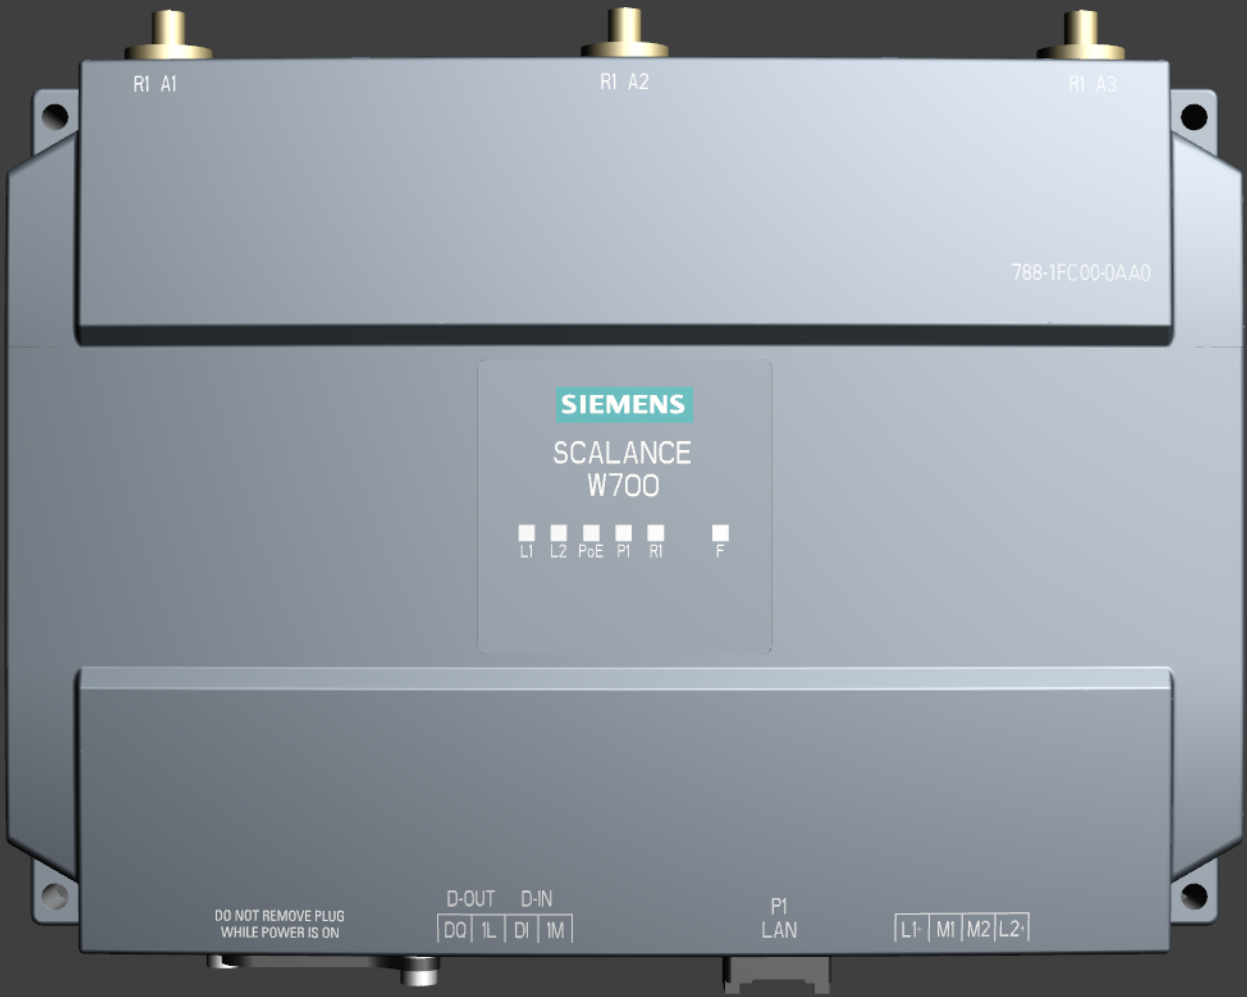 R1 A1
R1 A2
R1 A3
788-1FC00-0AA0
SIEMENS
SCALANCE
W700
L1 L2 PoE P1 R1 F
DO NOT REMOVE PLUG
WHILE POWER IS ON
D-OUT D-IN
DQ 1L DI 1M
P1
LAN
L1+ M1 M2 L2+